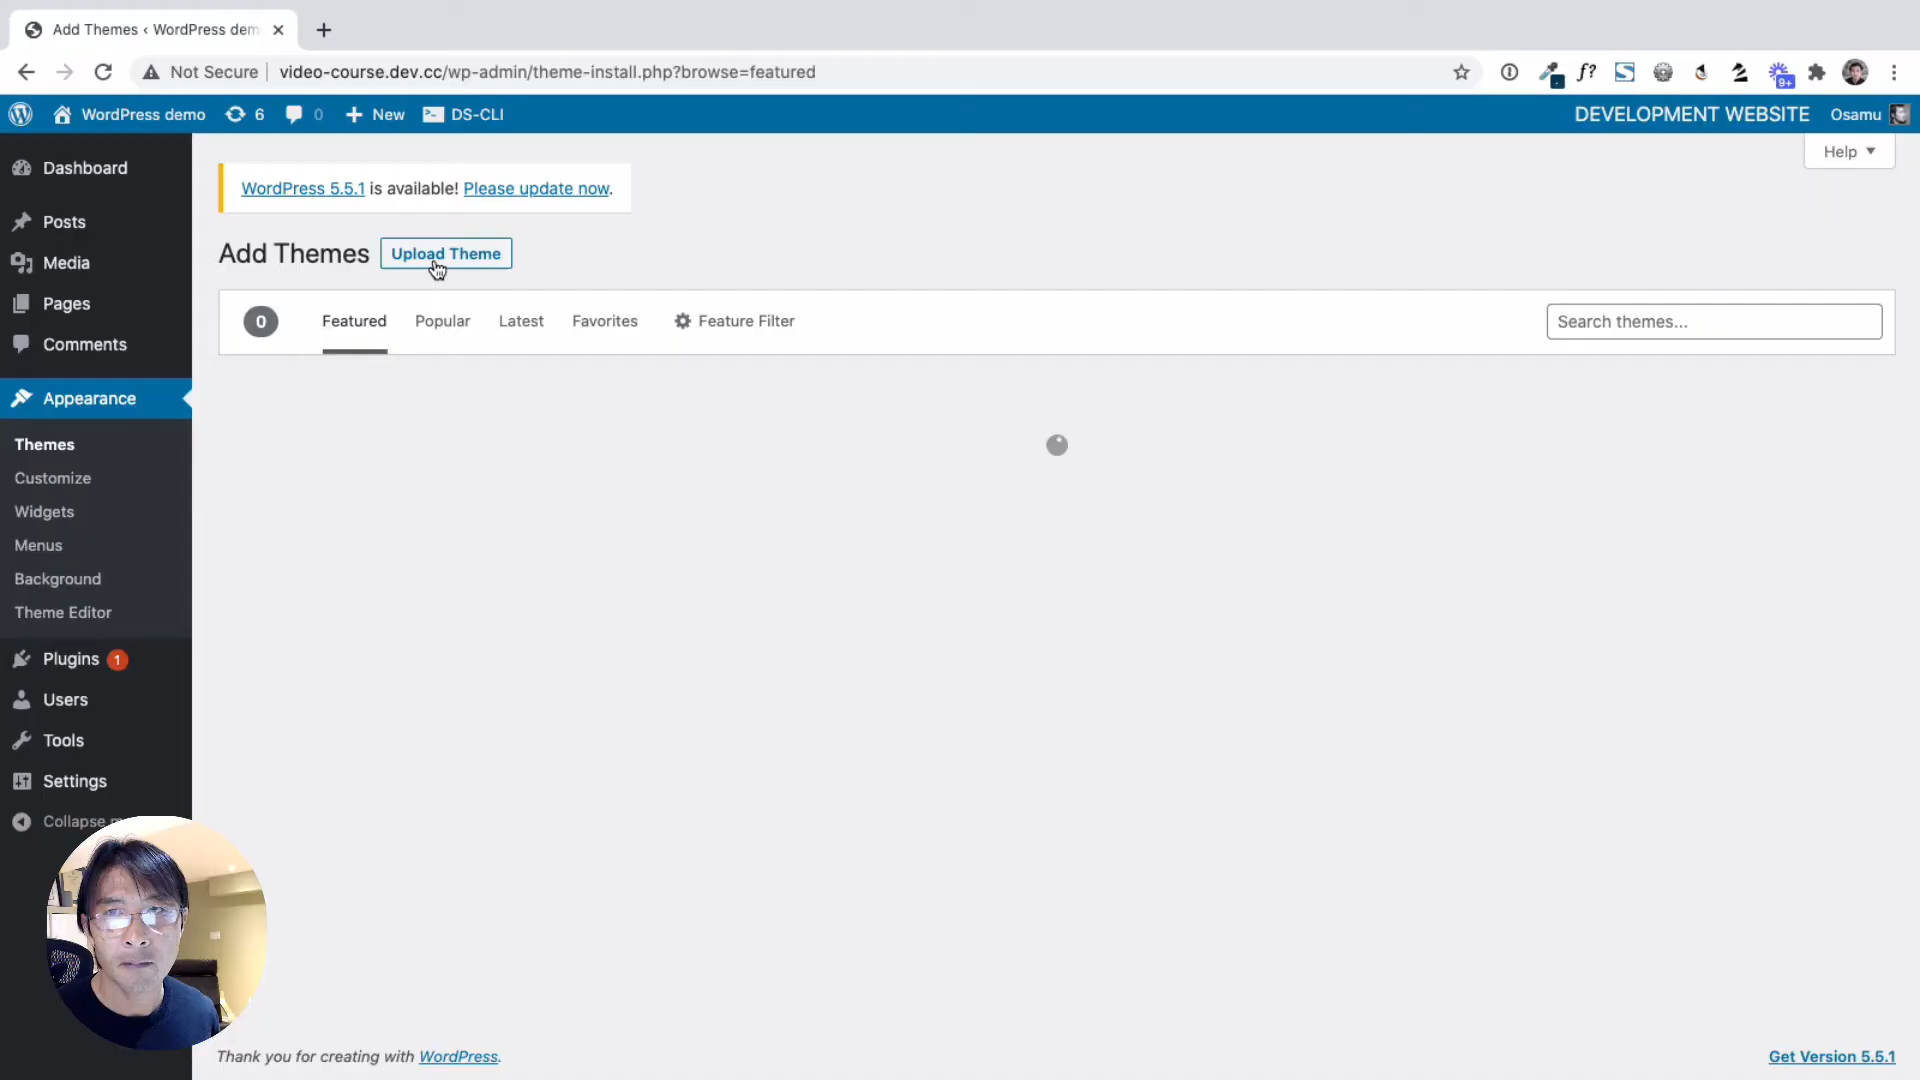 Add Themes ‹ WordPress dem
Not Secure
video-course.dev.cc/wp-admin/theme-install.php?browse=featured
f?
9+
WordPress demo
6
0
New
DS-CLI
DEVELOPMENT WEBSITE
Osamu
Help
Dashboard
Posts
Media
Pages
Comments
Appearance
Themes
Customize
Widgets
Menus
Background
Theme Editor
Plugins 1
Users
Tools
Settings
Collapse
WordPress 5.5.1 is available! Please update now.
Add Themes
Upload Theme
0
Featured
Popular
Latest
Favorites
Feature Filter
Search themes...
Thank you for creating with WordPress.
Get Version 5.5.1